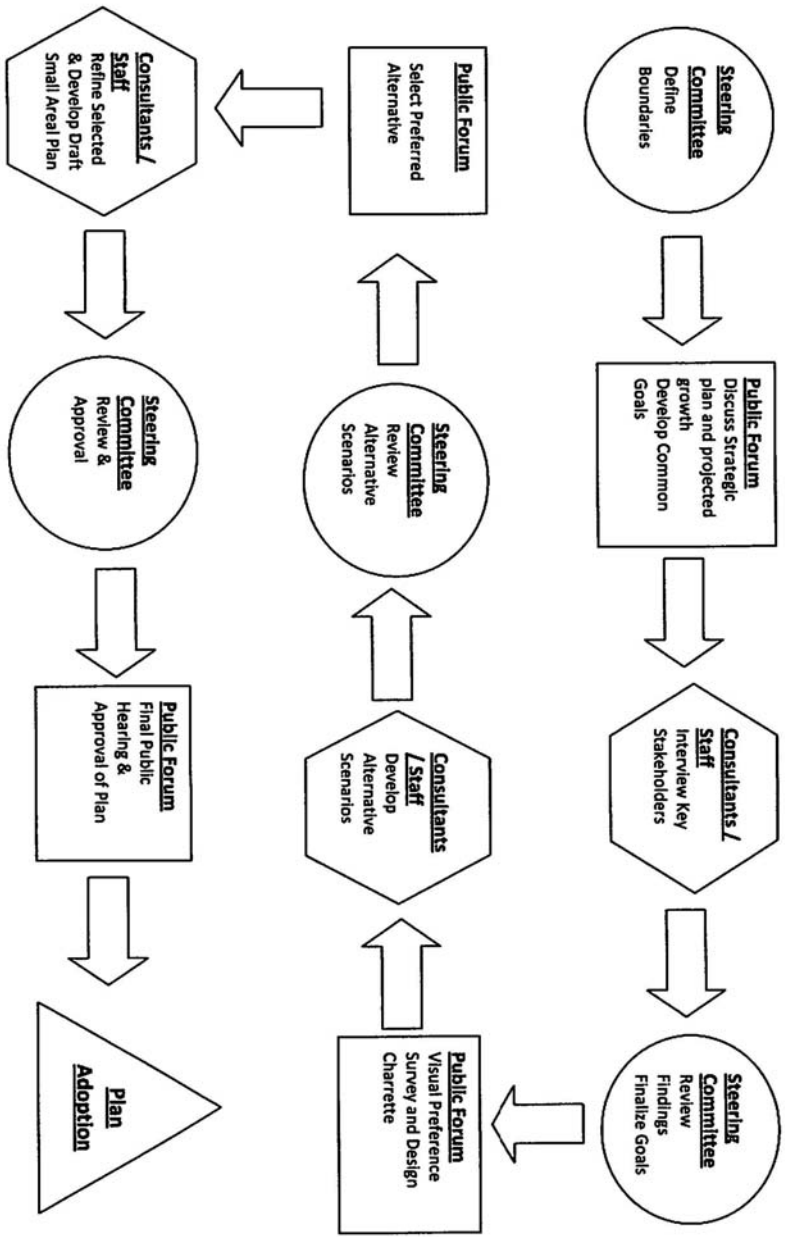 Steering
Committee
Define
Boundaries
Public Forum
Discuss Strategic
plan and projected
growth
Develop Common
Goals
Consultants /
Staff
Interview Key
Stakeholders
Steering
Committee
Review
Findings
Finalize Goals
Public Forum
Visual Preference
Survey and Design
Charrette
Consultants
/ Staff
Develop
Alternative
Scenarios
Steering
Committee
Review
Alternative
Scenarios
Public Forum
Select Preferred
Alternative
Consultants /
Staff
Refine Selected
& Develop Draft
Small Areal Plan
Steering
Committee
Review &
Approval
Public Forum
Final Public
Hearing &
Approval of Plan
Plan
Adoption